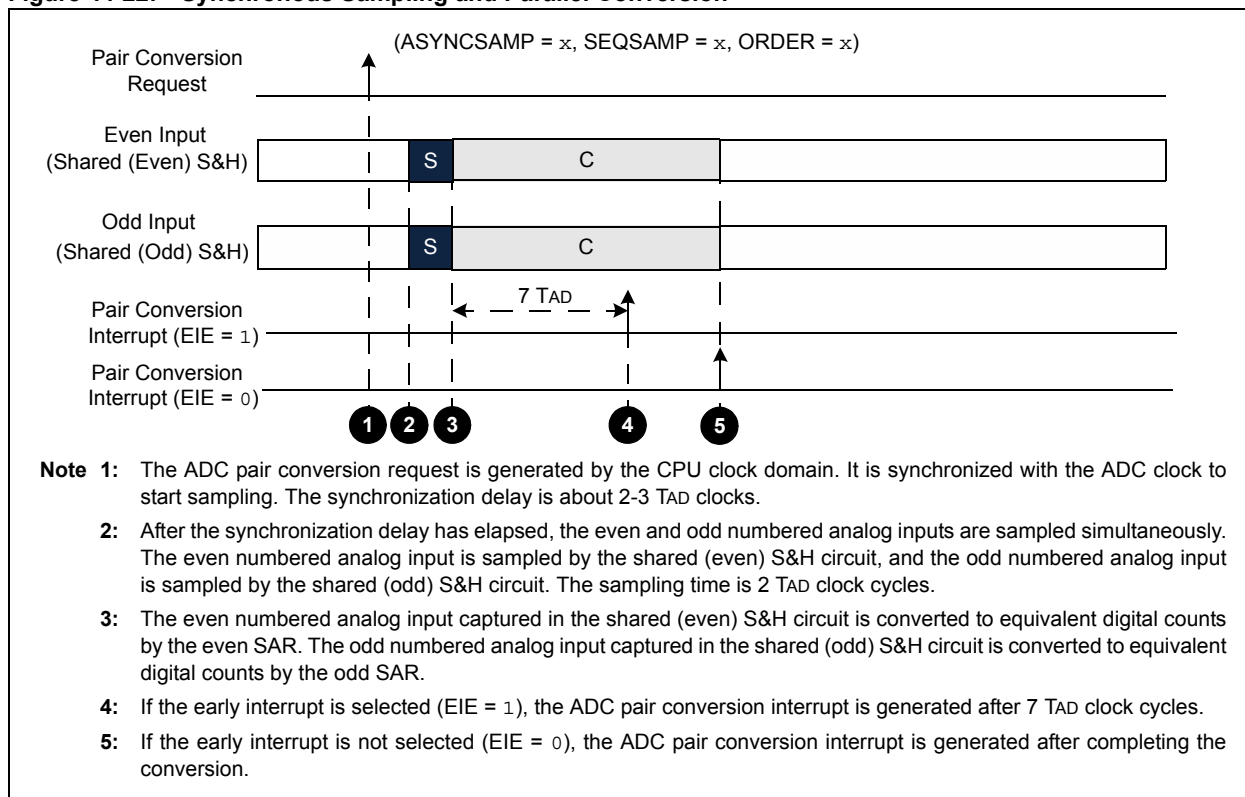 (ASYNCSAMP = x, SEQSAMP = x, ORDER = x)
Pair Conversion
Request
Even Input
(Shared (Even) S&H)
S
C
Odd Input
(Shared (Odd) S&H)
S
C
7 TAD
Pair Conversion
Interrupt (EIE = 1)
Pair Conversion
Interrupt (EIE = 0)
1 2 3 4 5
Note 1: The ADC pair conversion request is generated by the CPU clock domain. It is synchronized with the ADC clock to
start sampling. The synchronization delay is about 2-3 TAD clocks.
2: After the synchronization delay has elapsed, the even and odd numbered analog inputs are sampled simultaneously.
The even numbered analog input is sampled by the shared (even) S&H circuit, and the odd numbered analog input
is sampled by the shared (odd) S&H circuit. The sampling time is 2 TAD clock cycles.
3: The even numbered analog input captured in the shared (even) S&H circuit is converted to equivalent digital counts
by the even SAR. The odd numbered analog input captured in the shared (odd) S&H circuit is converted to equivalent
digital counts by the odd SAR.
4: If the early interrupt is selected (EIE = 1), the ADC pair conversion interrupt is generated after 7 TAD clock cycles.
5: If the early interrupt is not selected (EIE = 0), the ADC pair conversion interrupt is generated after completing the
conversion.